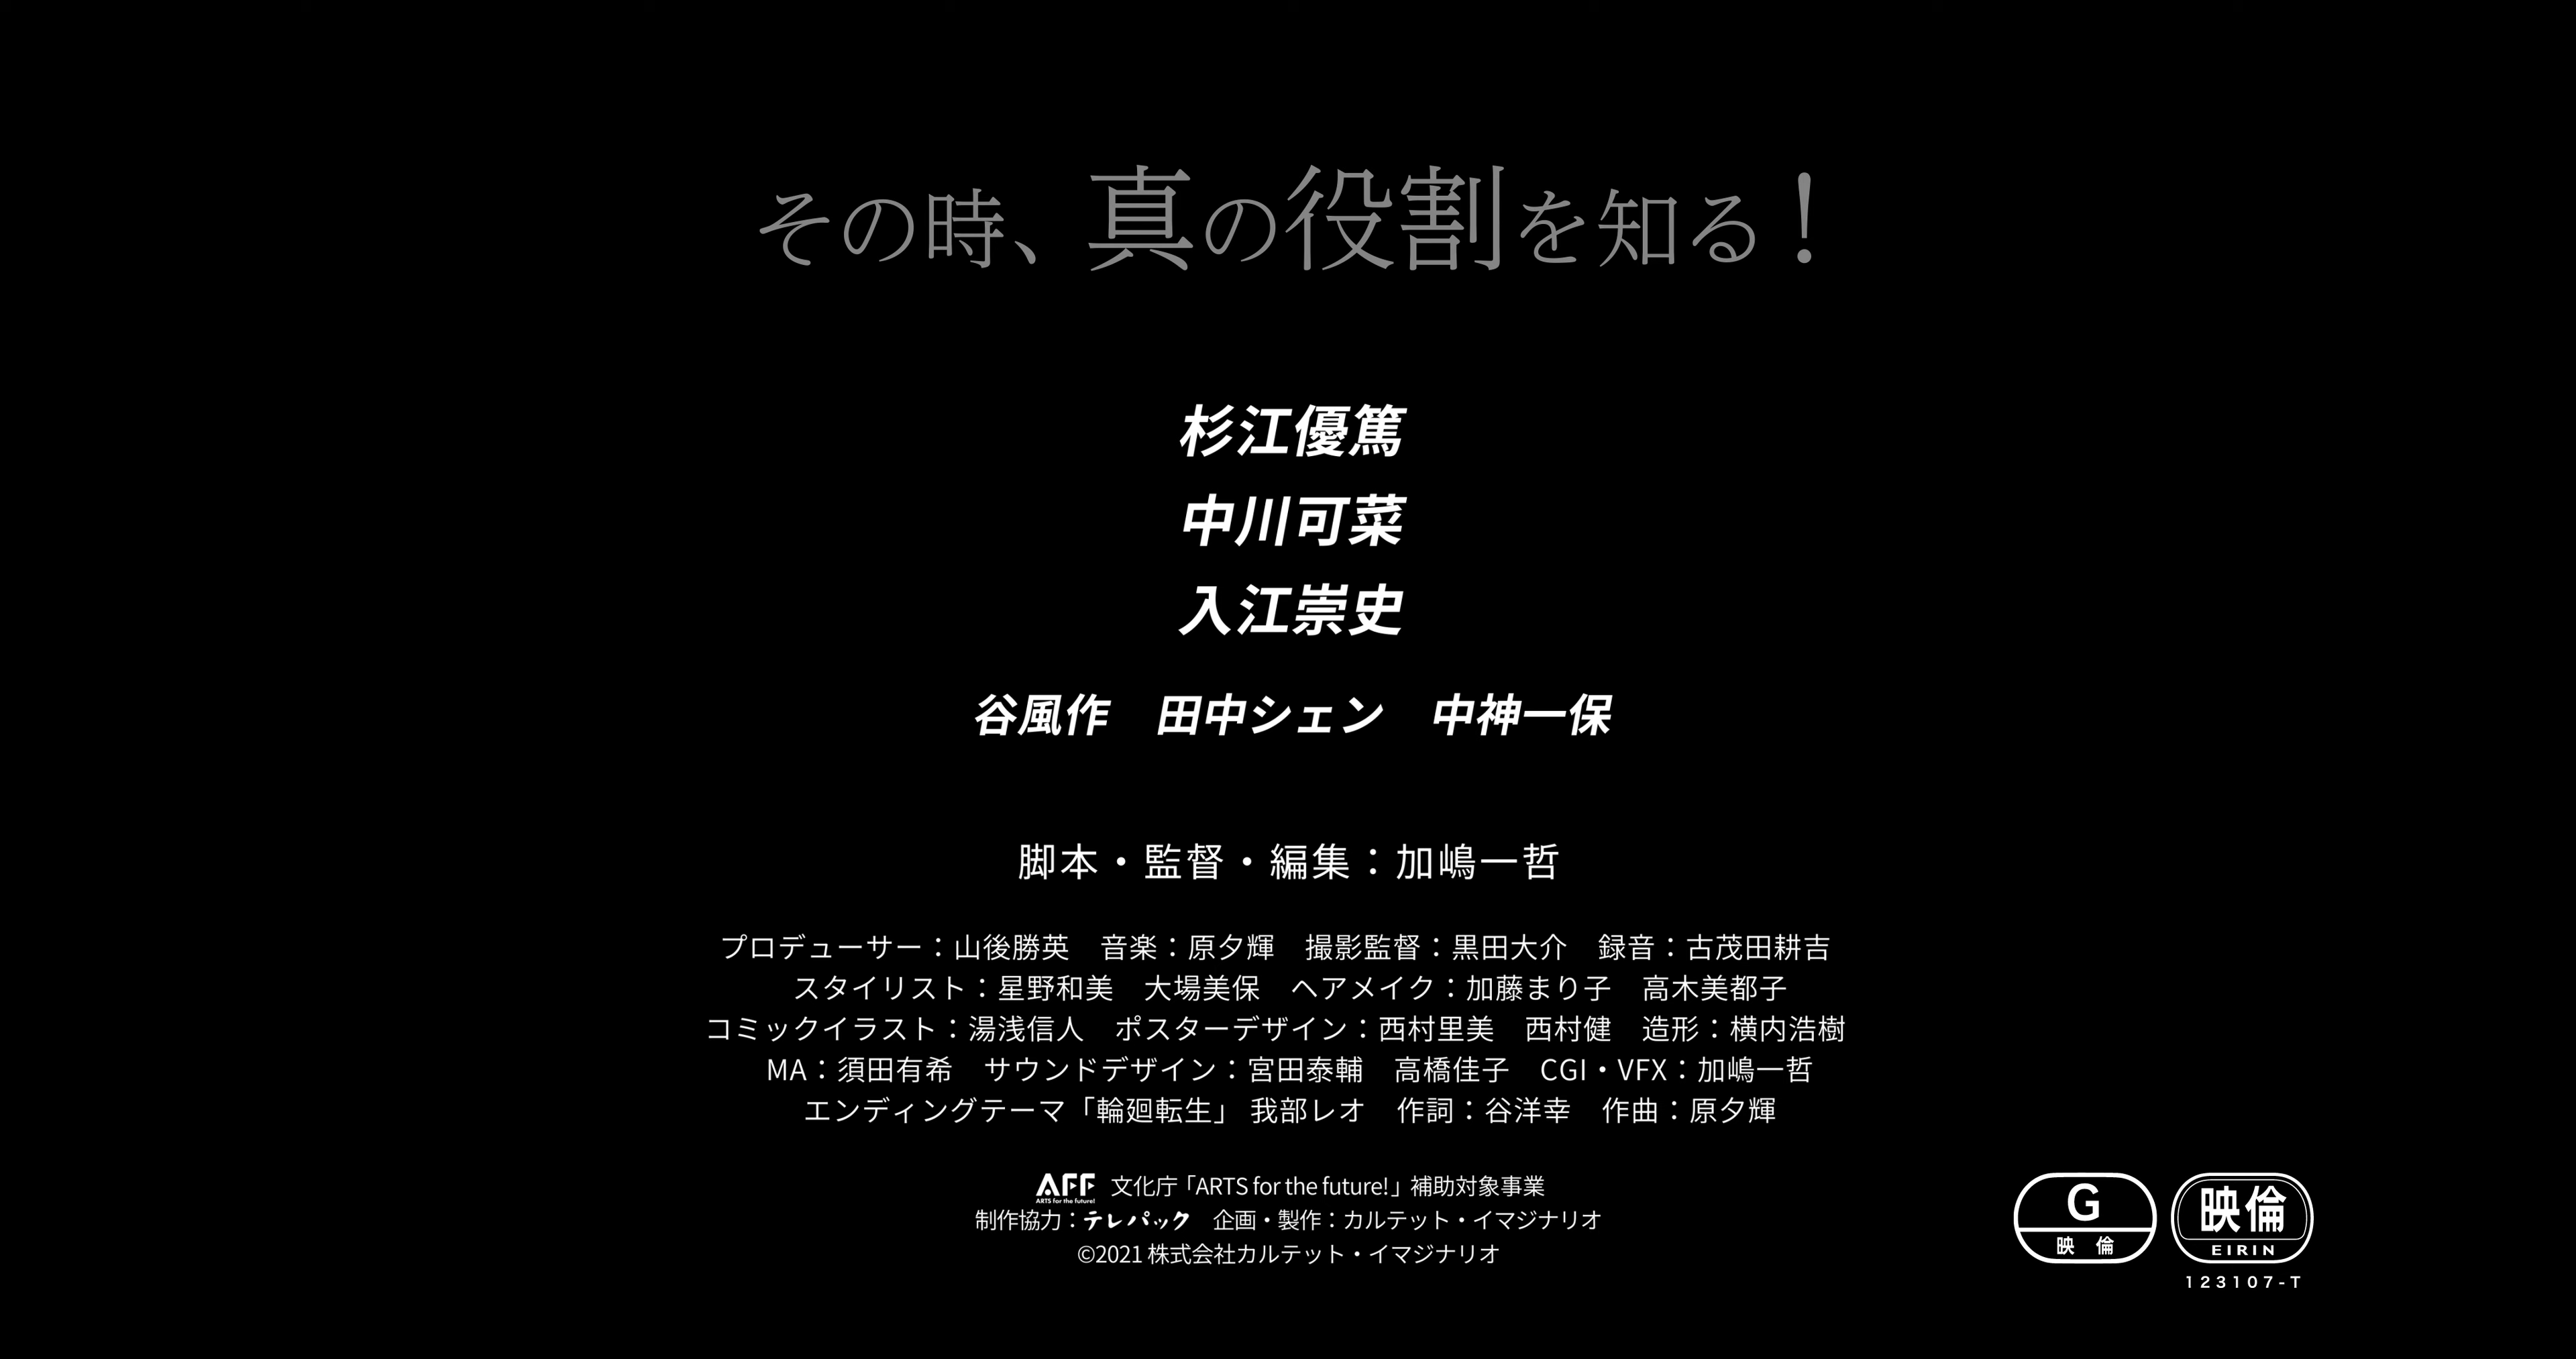 その時、真の役割を知る！
杉江優篤
中川可菜
入江崇史
谷風作　田中シェン　中神一保
脚本・監督・編集：加嶋一哲
プロデューサー：山後勝英　音楽：原夕輝　撮影監督：黒田大介　録音：古茂田耕吉
スタイリスト：星野和美　大場美保　ヘアメイク：加藤まり子　高木美都子
コミックイラスト：湯浅信人　ポスターデザイン：西村里美　西村健　造形：横内浩樹
MA：須田有希　サウンドデザイン：宮田泰輔　高橋佳子　CGI・VFX：加嶋一哲
エンディングテーマ「輪廻転生」 我部レオ　作詞：谷洋幸　作曲：原夕輝
AFF ARTS for the future! 文化庁「ARTS for the future!」補助対象事業
制作協力：テレパック　企画・製作：カルテット・イマジナリオ
©2021 株式会社カルテット・イマジナリオ
G
映倫
映倫
EIRIN
123107-T